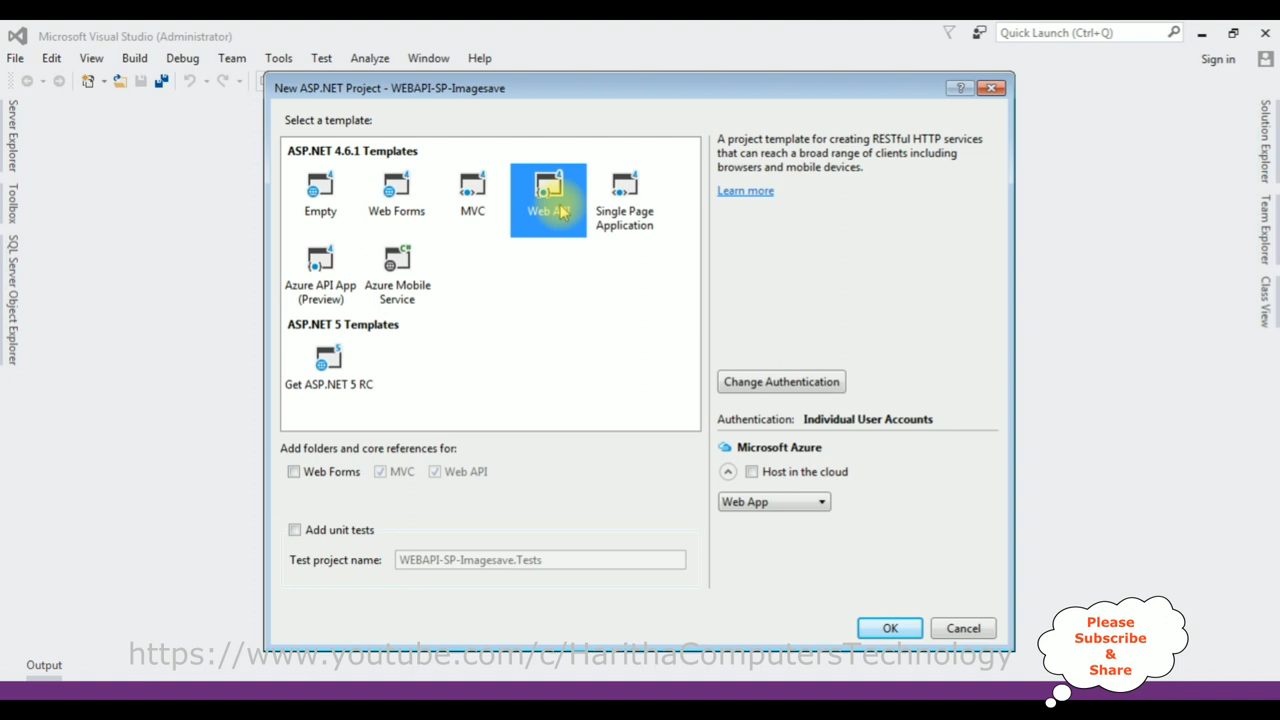 Microsoft Visual Studio (Administrator)
Quick Launch (Ctrl+Q)
File Edit View Build Debug Team Tools Test Analyze Window Help
Sign in
Server Explorer
Toolbox
SQL Server Object Explorer
Solution Explorer
Team Explorer
Class View
New ASP.NET Project - WEBAPI-SP-Imagesave
Select a template:
ASP.NET 4.6.1 Templates
Empty
Web Forms
MVC
Web API
Single Page
Application
Azure API App
(Preview)
Azure Mobile
Service
ASP.NET 5 Templates
Get ASP.NET 5 RC
A project template for creating RESTful HTTP services
that can reach a broad range of clients including
browsers and mobile devices.
Learn more
Change Authentication
Authentication: Individual User Accounts
Microsoft Azure
Host in the cloud
Web App
Add folders and core references for:
Web Forms MVC Web API
Add unit tests
Test project name: WEBAPI-SP-Imagesave.Tests
OK Cancel
https://www.youtube.com/c/HarithaComputersTechnology
Output
Please
Subscribe
&
Share